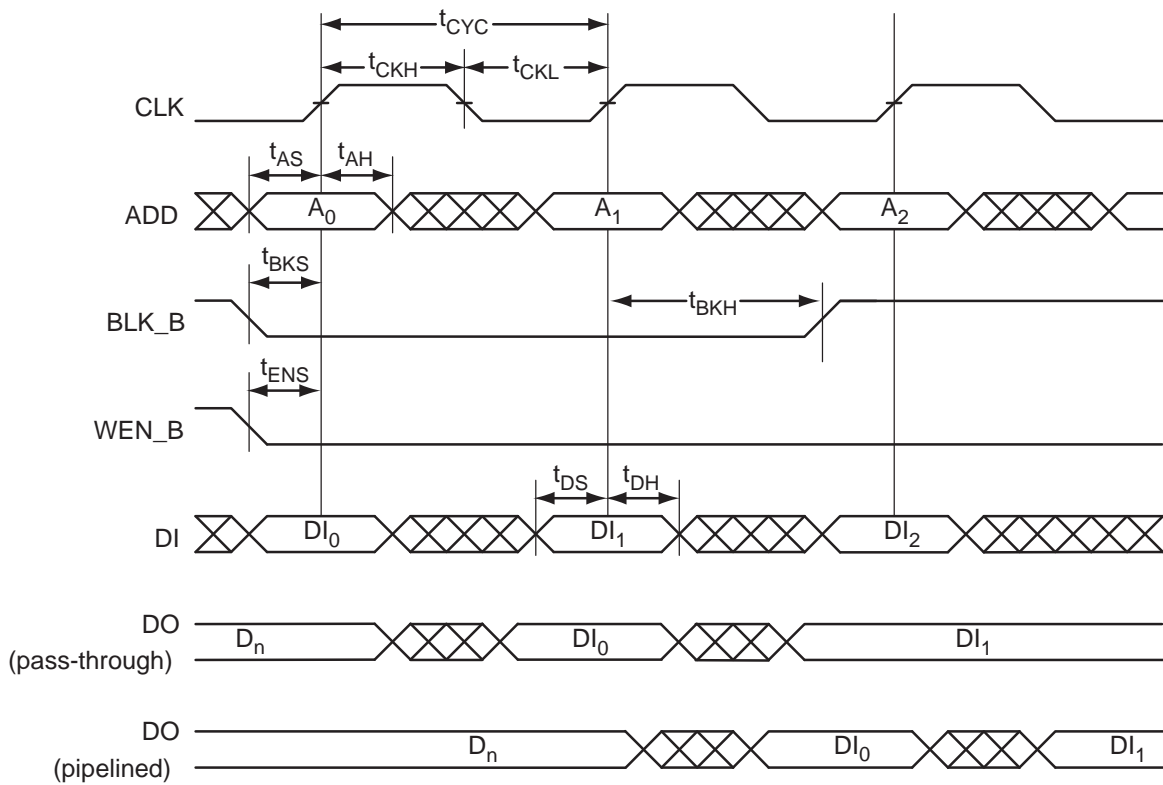 tCYC
tCKH tCKL
CLK
tAS tAH
ADD A0 A1 A2
tBKS
BLK_B tBKH
tENS
WEN_B
tDS tDH
DI DI0 DI1 DI2
DO
(pass-through) Dn DI0 DI1
DO
(pipelined) Dn DI0 DI1